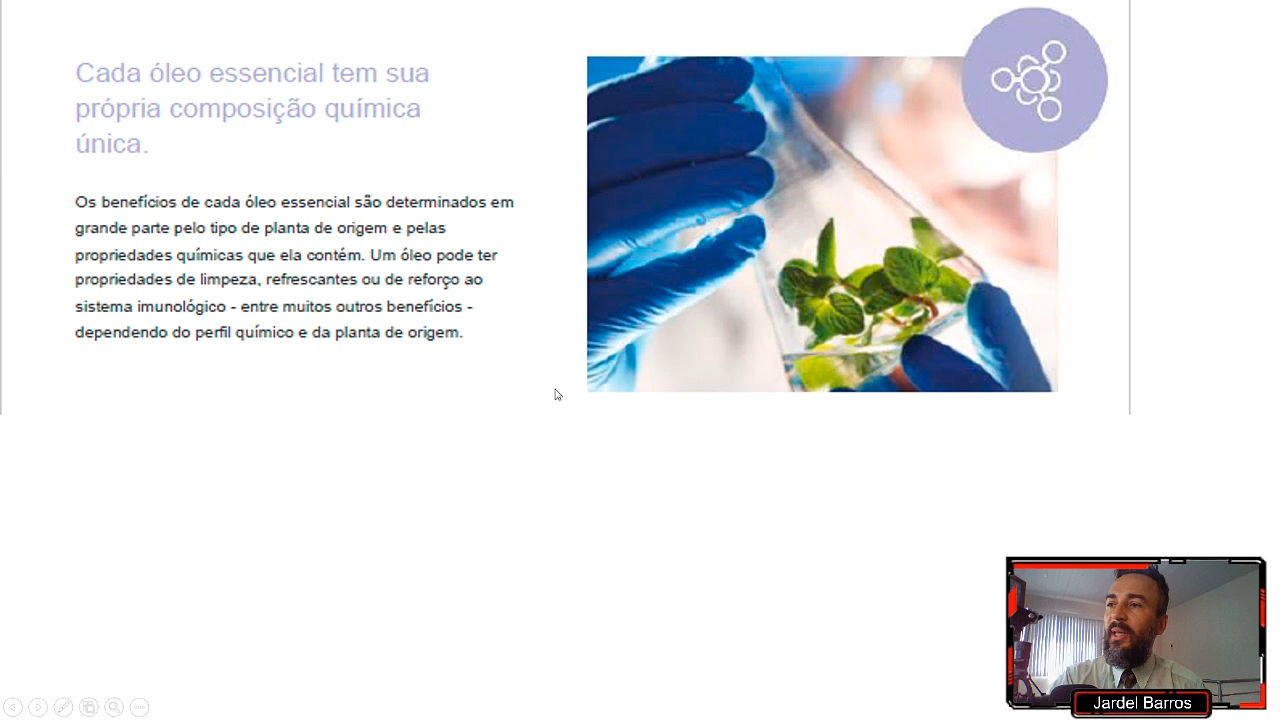 Cada óleo essencial tem sua
própria composição química
única.
Os benefícios de cada óleo essencial são determinados em
grande parte pelo tipo de planta de origem e pelas
propriedades químicas que ela contém. Um óleo pode ter
propriedades de limpeza, refrescantes ou de reforço ao
sistema imunológico - entre muitos outros benefícios -
dependendo do perfil químico e da planta de origem.
Jardel Barros